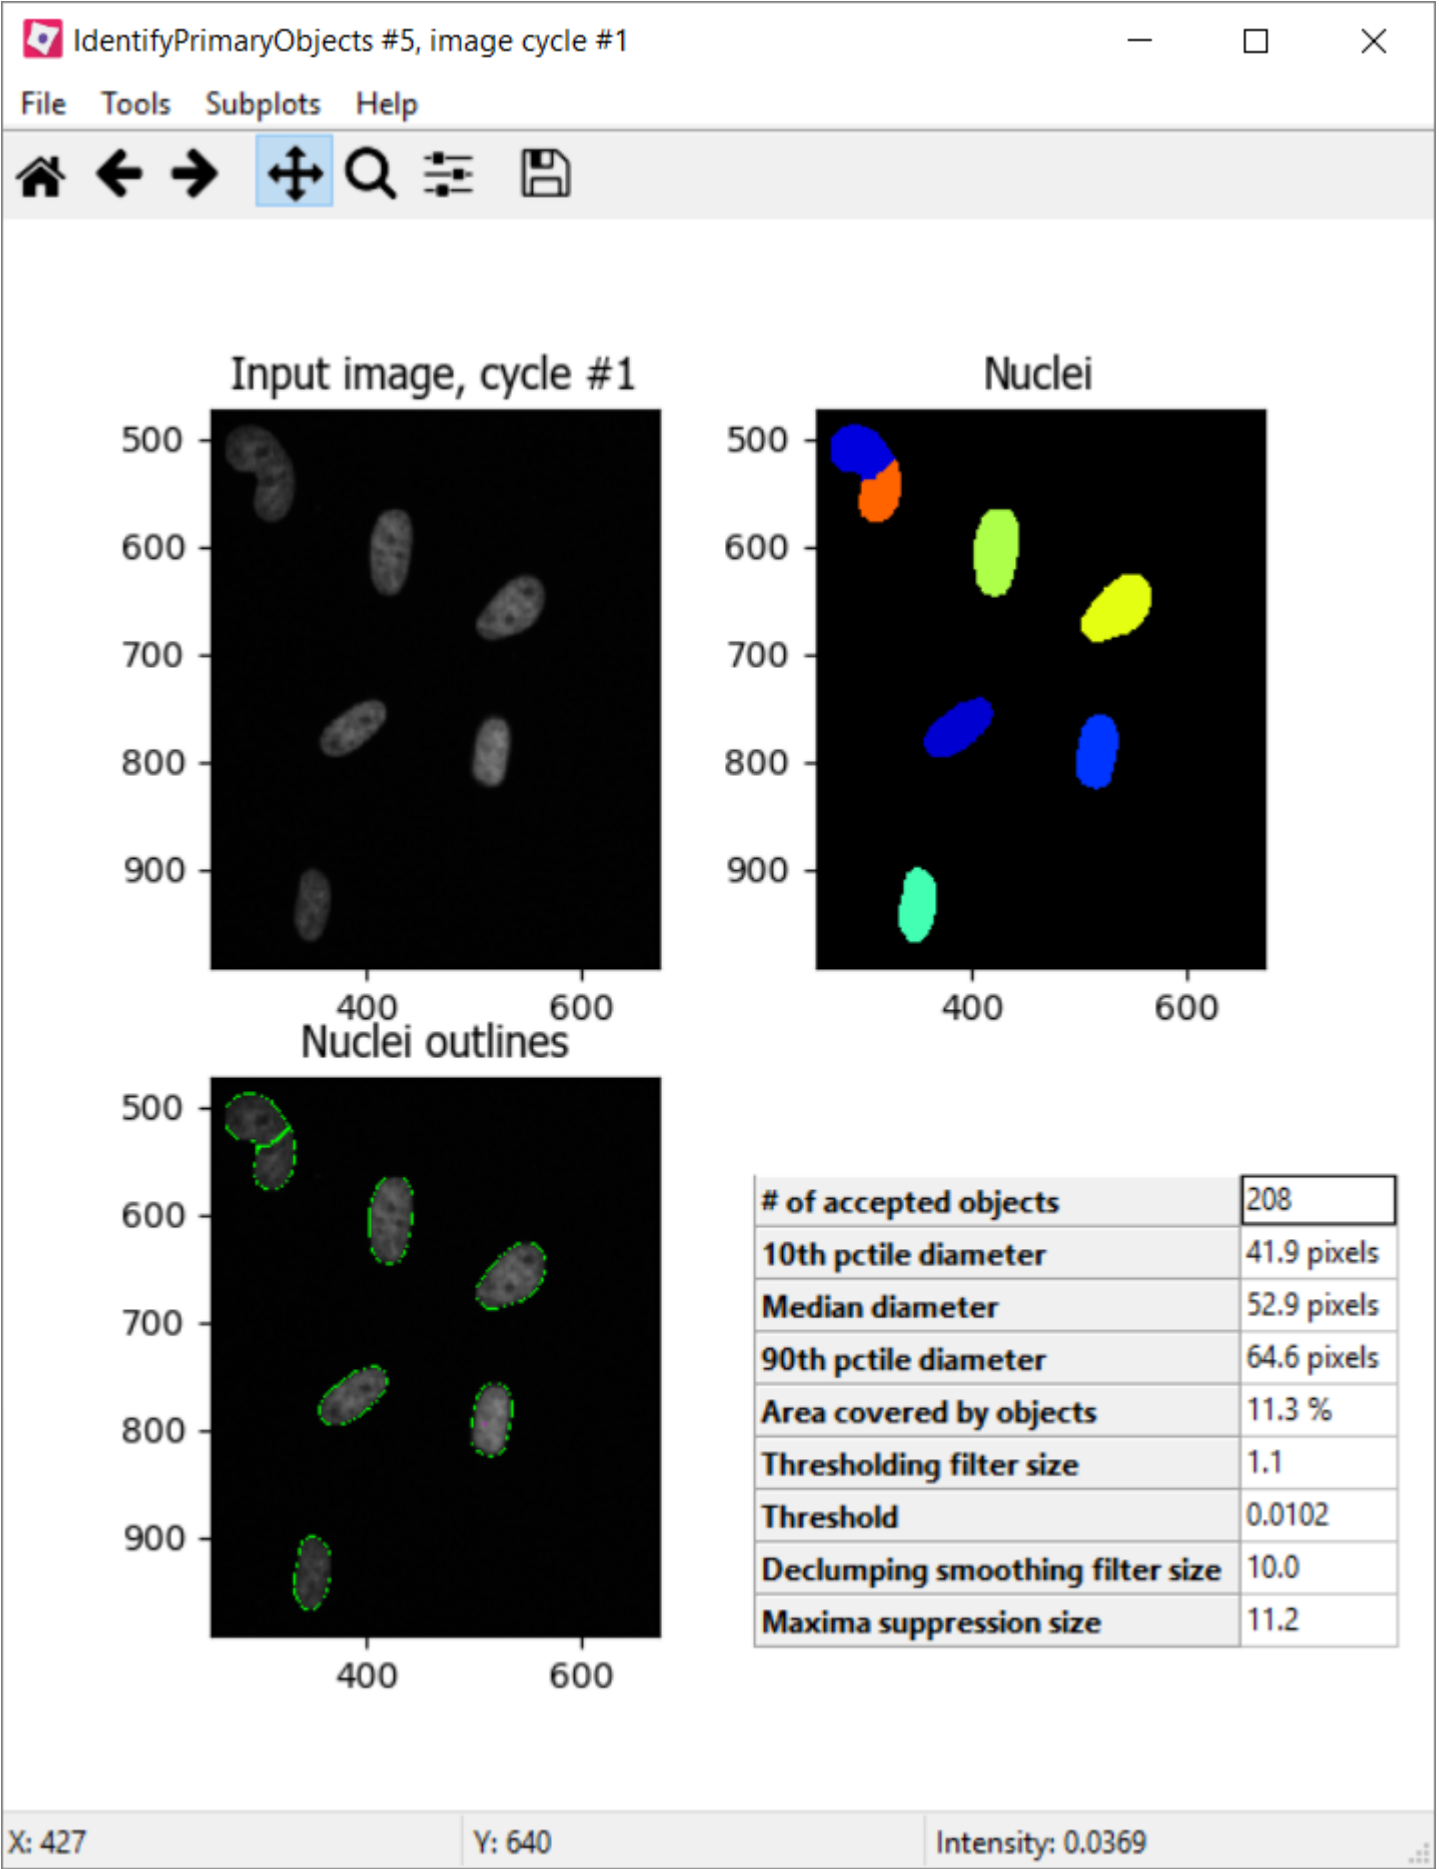 IdentifyPrimaryObjects #5, image cycle #1
File Tools Subplots Help
Input image, cycle #1
500
600
700
800
900
400 600
Nuclei
500
600
700
800
900
400 600
Nuclei outlines
500
600
700
800
900
400 600
# of accepted objects 208
10th pctile diameter 41.9 pixels
Median diameter 52.9 pixels
90th pctile diameter 64.6 pixels
Area covered by objects 11.3 %
Thresholding filter size 1.1
Threshold 0.0102
Declumping smoothing filter size 10.0
Maxima suppression size 11.2
X: 427 Y: 640 Intensity: 0.0369